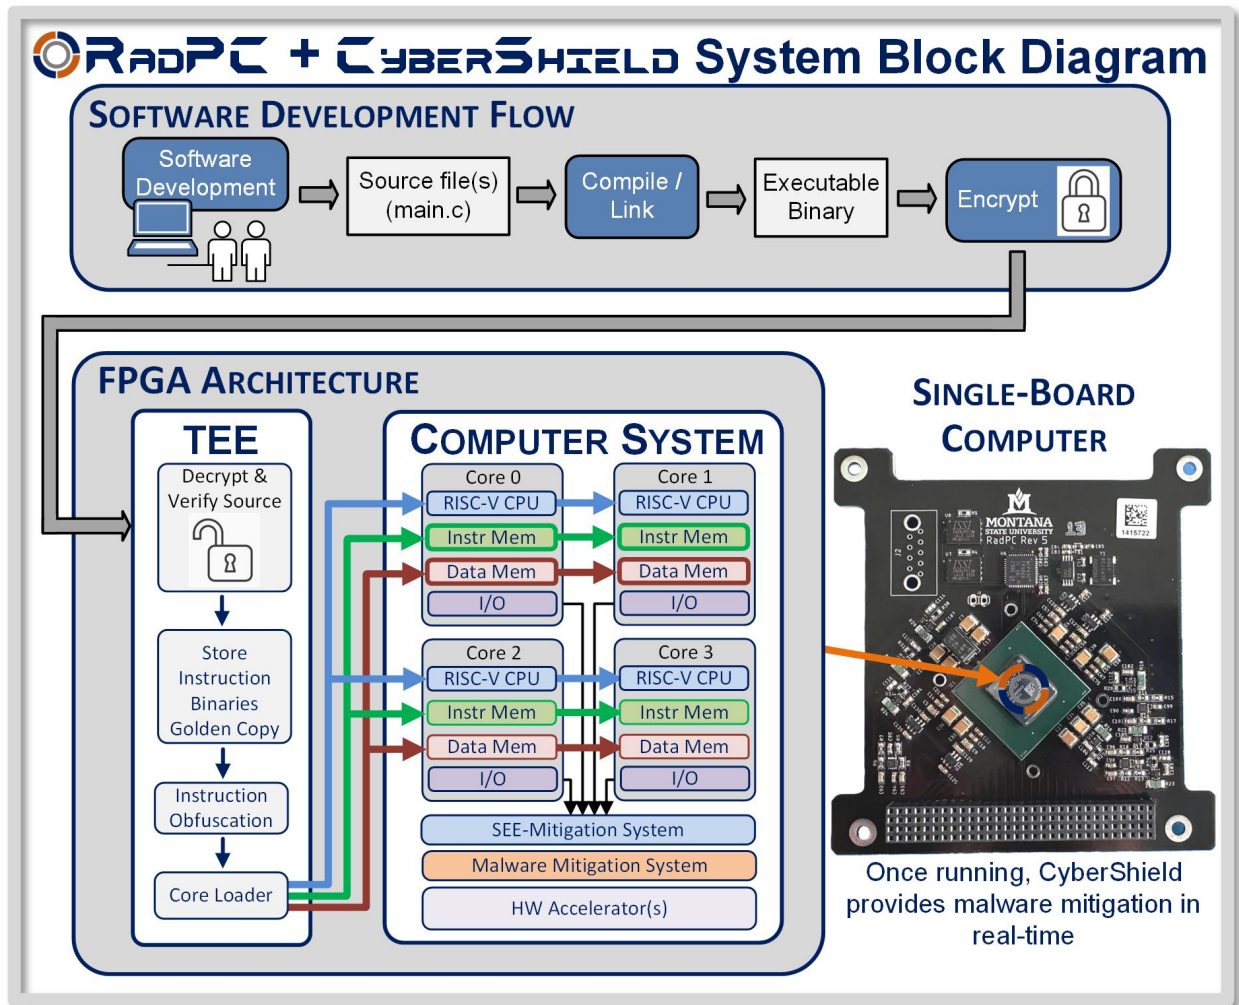 RadPC + CyberShield System Block Diagram
Software Development Flow
Software
Development
Source file(s)
(main.c)
Compile /
Link
Executable
Binary
Encrypt
FPGA Architecture
TEE
Decrypt &
Verify Source
Store
Instruction
Binaries
Golden Copy
Instruction
Obfuscation
Core Loader
Computer System
Core 0
RISC-V CPU
Instr Mem
Data Mem
I/O
Core 1
RISC-V CPU
Instr Mem
Data Mem
I/O
Core 2
RISC-V CPU
Instr Mem
Data Mem
I/O
Core 3
RISC-V CPU
Instr Mem
Data Mem
I/O
SEE-Mitigation System
Malware Mitigation System
HW Accelerator(s)
Single-Board
Computer
M
MONTANA
STATE UNIVERSITY
RadPC Rev 5
1415722
J2
Once running, CyberShield
provides malware mitigation in
real-time